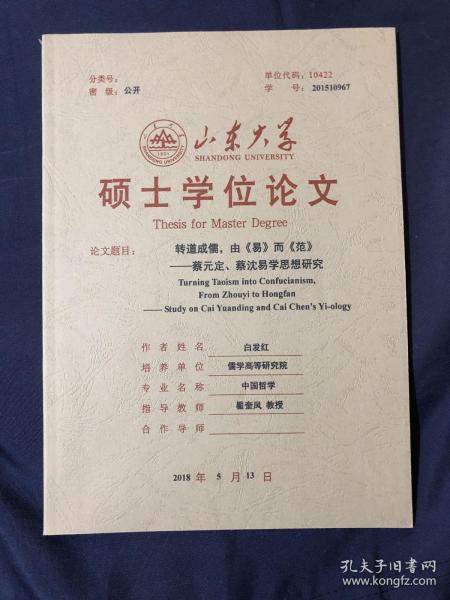 分类号：
单位代码：10422
密 级：公开
学 号：201510967
山东大学
SHANDONG UNIVERSITY
硕士学位论文
Thesis for Master Degree
论文题目：
转道成儒，由《易》而《范》
——蔡元定、蔡沈易学思想研究
Turning Taoism into Confucianism,
From Zhouyi to Hongfan
——Study on Cai Yuanding and Cai Chen's Yi-ology
作 者 姓 名 白发红
培 养 单 位 儒学高等研究院
专 业 名 称 中国哲学
指 导 教 师 翟奎凤 教授
合 作 导 师
2018 年 5 月 13 日
孔夫子旧书网
www.kongfz.com